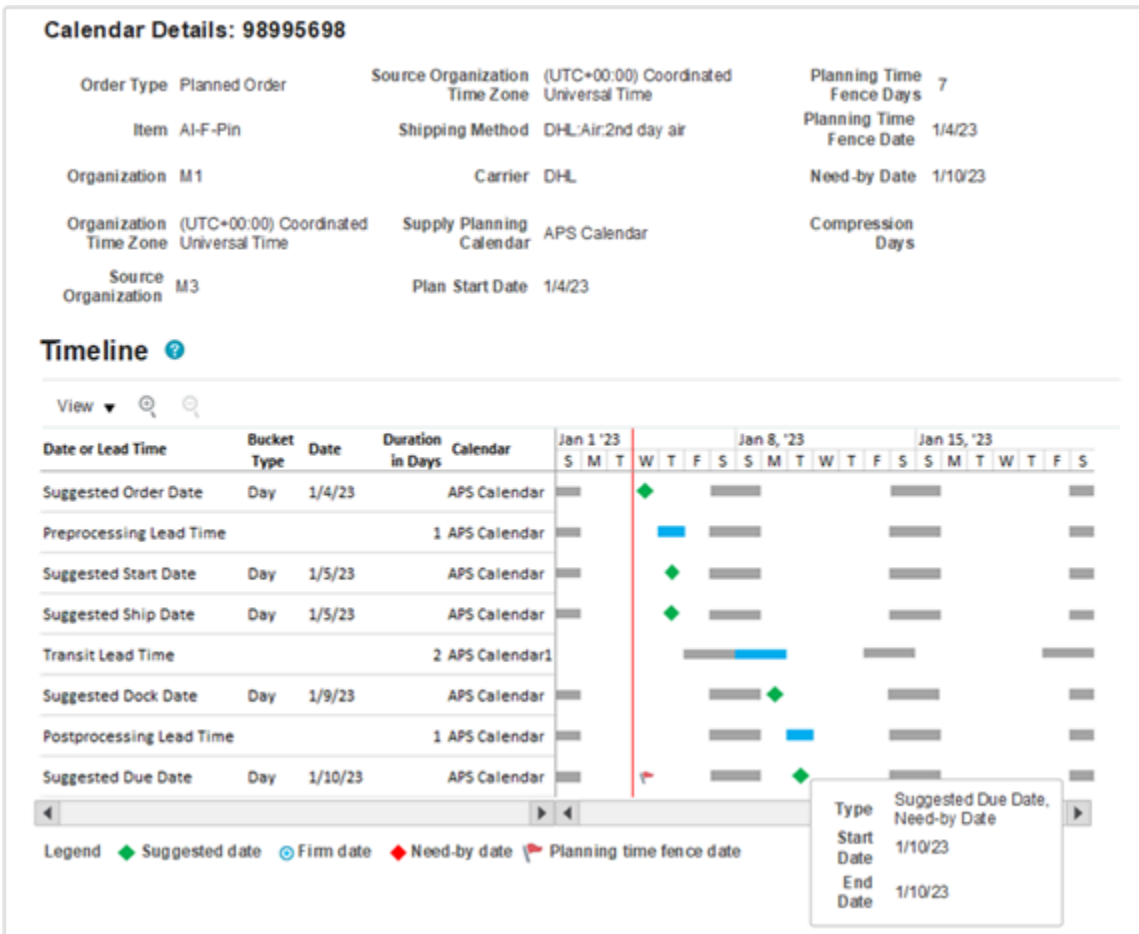 Calendar Details: 98995698
Order Type Planned Order
Source Organization Time Zone (UTC+00:00) Coordinated Universal Time
Planning Time Fence Days 7
Item AI-F-Pin
Shipping Method DHL:Air:2nd day air
Planning Time Fence Date 1/4/23
Organization M1
Carrier DHL
Need-by Date 1/10/23
Organization Time Zone (UTC+00:00) Coordinated Universal Time
Supply Planning Calendar APS Calendar
Compression Days
Source Organization M3
Plan Start Date 1/4/23
Timeline ?
View
Date or Lead Time Bucket Type Date Duration in Days Calendar Jan 1 '23 Jan 8, '23 Jan 15, '23
S M T W T F S S M T W T F S S M T W T F S
Suggested Order Date Day 1/4/23 APS Calendar
Preprocessing Lead Time 1 APS Calendar
Suggested Start Date Day 1/5/23 APS Calendar
Suggested Ship Date Day 1/5/23 APS Calendar
Transit Lead Time 2 APS Calendar1
Suggested Dock Date Day 1/9/23 APS Calendar
Postprocessing Lead Time 1 APS Calendar
Suggested Due Date Day 1/10/23 APS Calendar
Type Suggested Due Date, Need-by Date
Start Date 1/10/23
End Date 1/10/23
Legend Suggested date Firm date Need-by date Planning time fence date